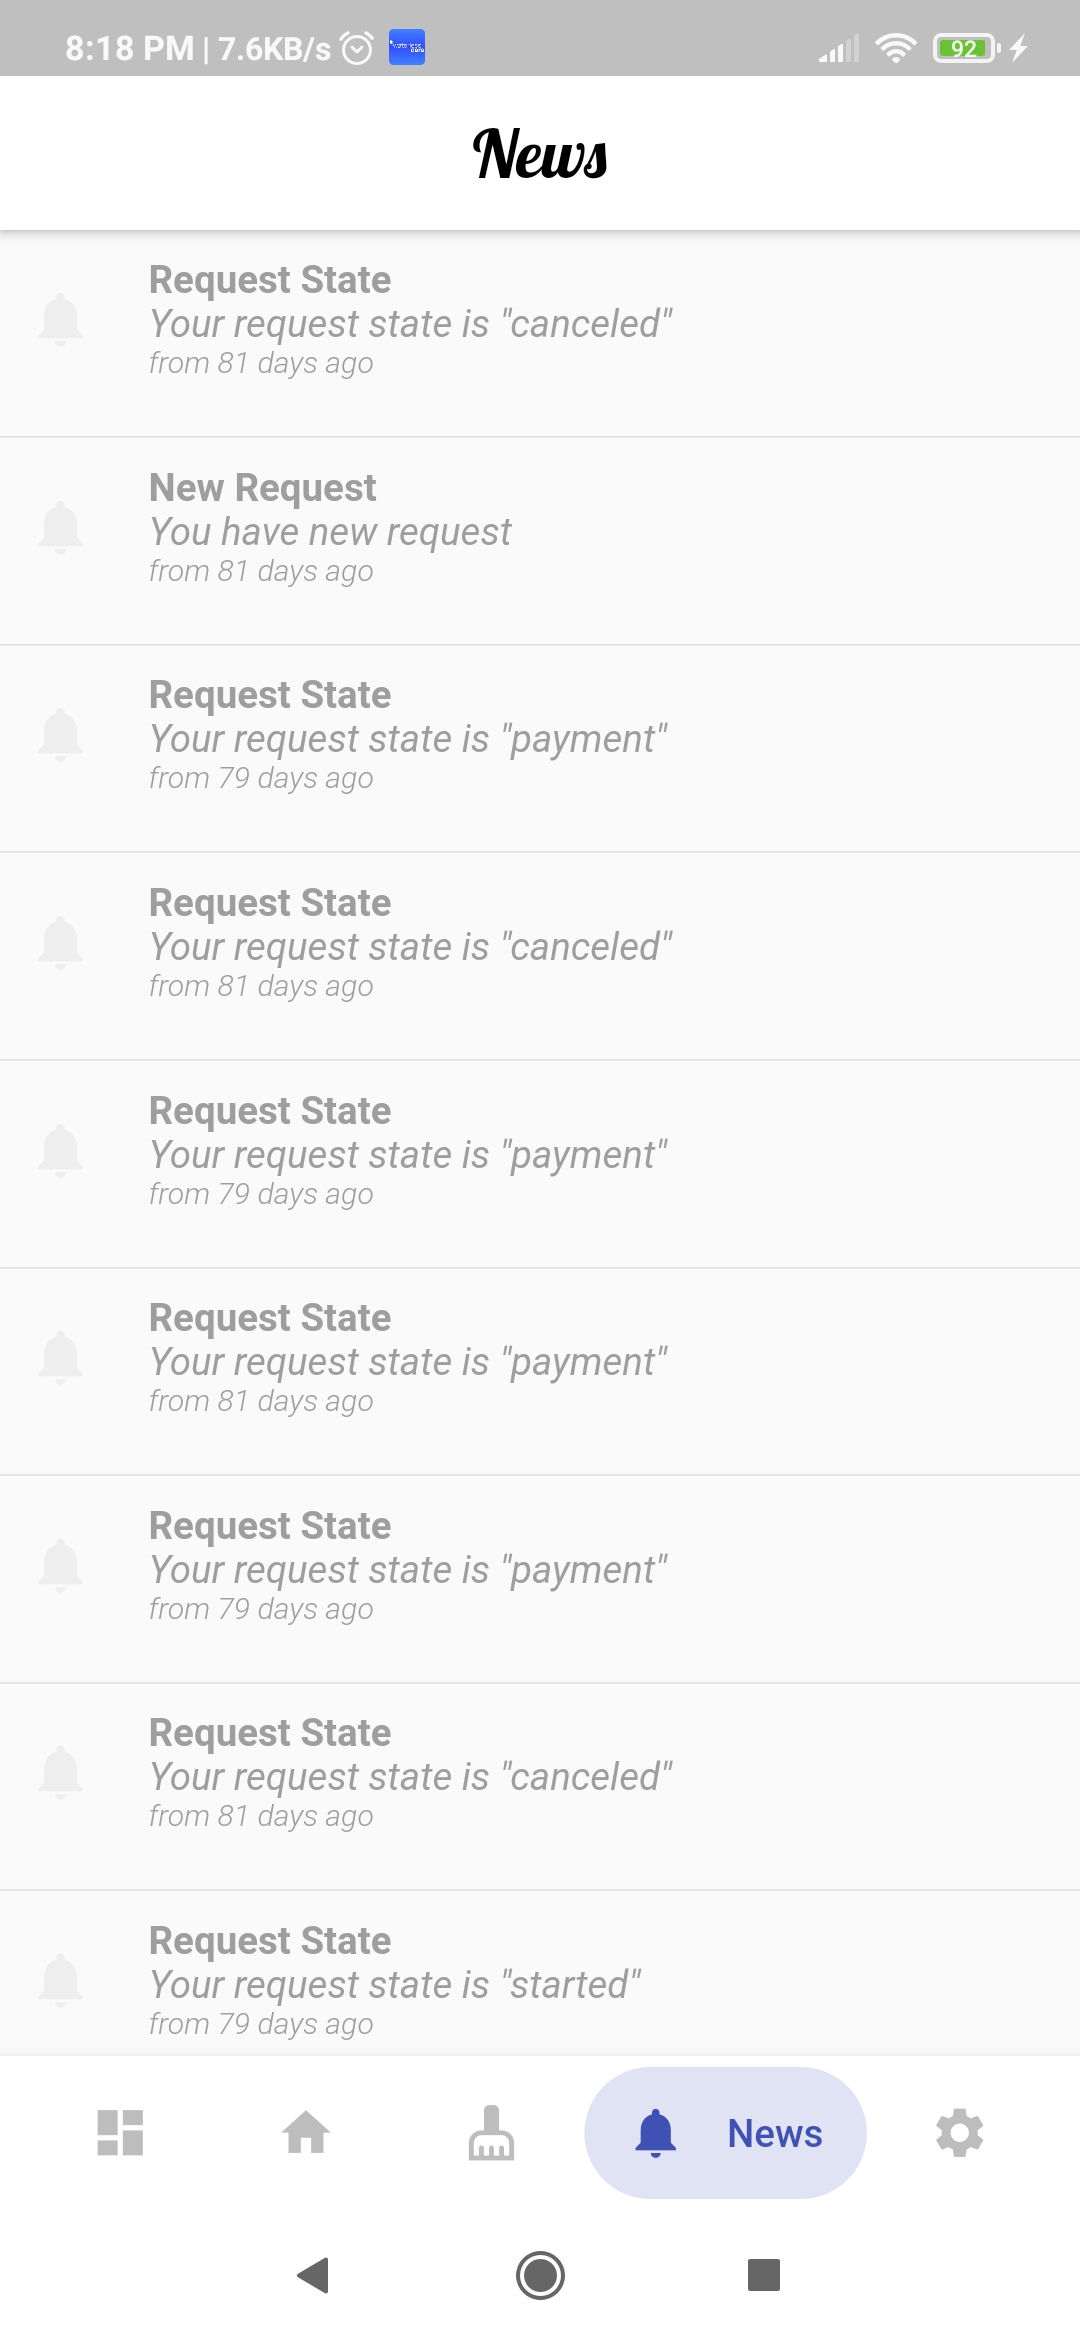 8:18 PM | 7.6KB/s
92
News
Request State
Your request state is "canceled"
from 81 days ago
New Request
You have new request
from 81 days ago
Request State
Your request state is "payment"
from 79 days ago
Request State
Your request state is "canceled"
from 81 days ago
Request State
Your request state is "payment"
from 79 days ago
Request State
Your request state is "payment"
from 81 days ago
Request State
Your request state is "payment"
from 79 days ago
Request State
Your request state is "canceled"
from 81 days ago
Request State
Your request state is "started"
from 79 days ago
News